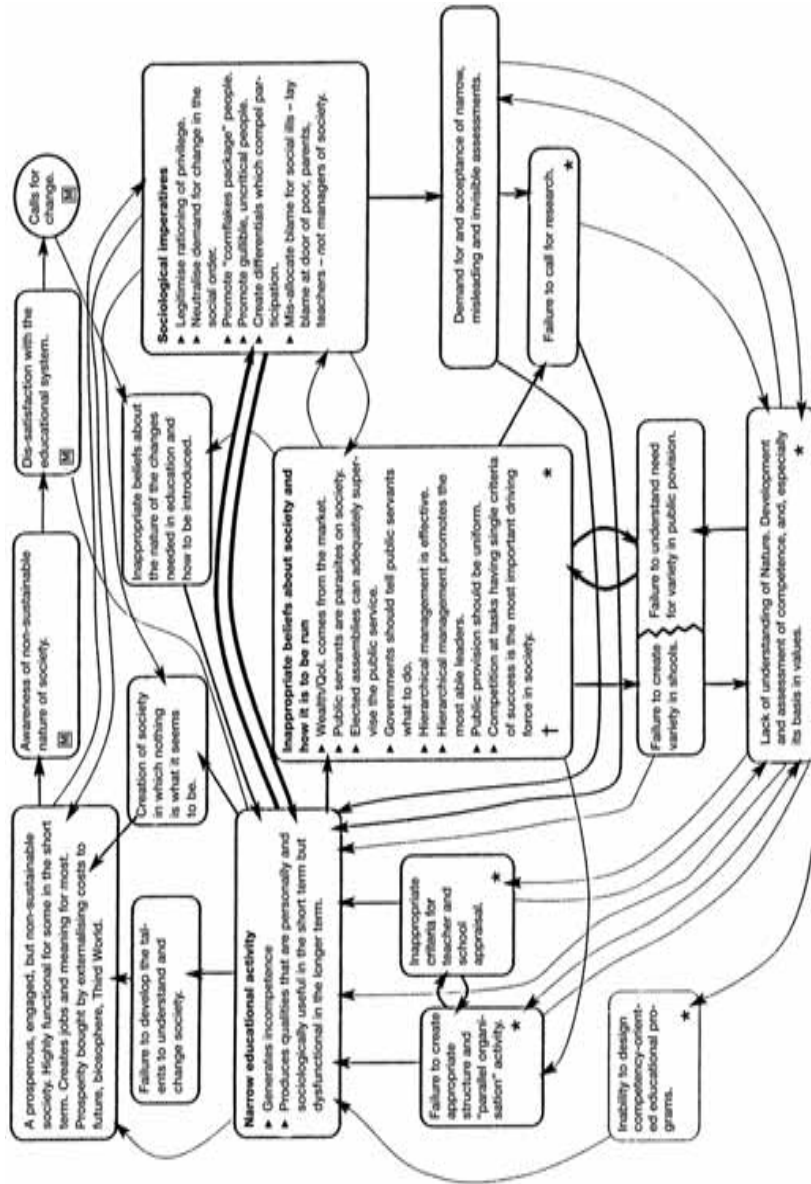 A prosperous, engaged, but non-sustainable
society. Highly functional for some in the short
term. Creates jobs and meaning for most.
Prosperity bought by externalising costs to
future, biosphere, Third World.
Awareness of non-sustainable
nature of society.
M
Dis-satisfaction with the
educational system.
M
Calls for
change.
M
Failure to develop the tal-
ents to understand and
change society.
Creation of society
in which nothing
is what it seems
to be.
Inappropriate beliefs about
the nature of the changes
needed in education and
how to be introduced.
Sociological imperatives
► Legitimise rationing of privilege.
► Neutralise demand for change in the
social order.
► Promote "cornflakes package" people.
► Promote gullible, uncritical people.
► Create differentials which compel par-
ticipation.
► Mis-allocate blame for social ills – lay
blame at door of poor, parents,
teachers – not managers of society.
Narrow educational activity
► Generates incompetence
► Produces qualities that are personally and
sociologically useful in the short term but
dysfunctional in the longer term.
Inappropriate beliefs about society and
how it is to be run
► Wealth/QoL comes from the market.
► Public servants are parasites on society.
► Elected assemblies can adequately super-
vise the public service.
► Governments should tell public servants
what to do.
► Hierarchical management is effective.
► Hierarchical management promotes the
most able leaders.
► Public provision should be uniform.
► Competition at tasks having single criteria
of success is the most important driving
force in society.
† *
Demand for and acceptance of narrow,
misleading and invisible assessments.
Failure to call for research.
*
Failure to create
appropriate
structure and
"parallel organi-
sation" activity.
*
Inappropriate
criteria for
teacher and
school
appraisal.
*
Failure to create
variety in shools.
Failure to understand need
for variety in public povision.
Inability to design
competency-orient-
ed educational pro-
grams.
*
Lack of understanding of Nature. Development
and assessment of competence, and, especially
its basis in values.
*